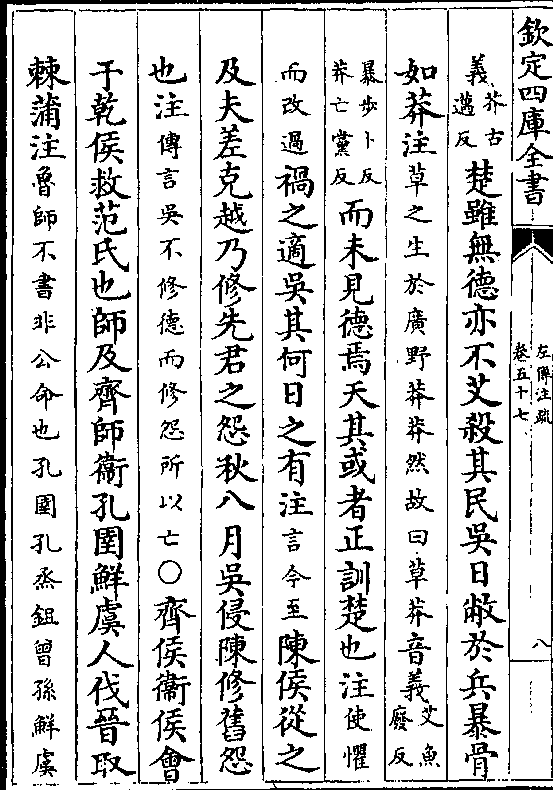 欽定四庫全書
左傳注疏
卷五十七
八
義芥古邁反楚雖無德亦不艾殺其民吳日敝於兵暴骨
如莽注草之生於廣野莽莽然故曰草莽音義艾魚廢反
暴步卜反莽亡黨反而未見德焉天其或者正訓楚也注使懼
而改過禍之適吳其何日之有注言今至陳侯從之
及夫差克越乃修先君之怨秋八月吳侵陳修舊怨
也注傳言吳不修德而修怨所以亡〇齊侯衞侯會
于乾侯救范氏也師及齊師衞孔圉鮮虞人伐晉取
棘蒲注魯師不書非公命也孔圉孔烝鉏曾孫鮮虞